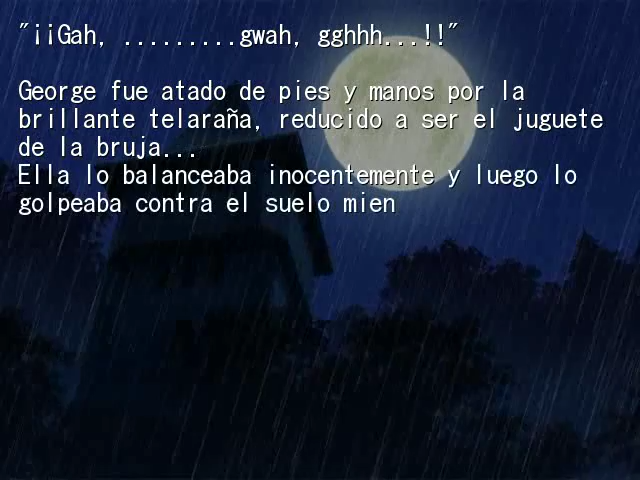 "¡¡Gah, .........gwah, gghhh...!!"
George fue atado de pies y manos por la
brillante telaraña, reducido a ser el juguete
de la bruja...
Ella lo balanceaba inocentemente y luego lo
golpeaba contra el suelo mien